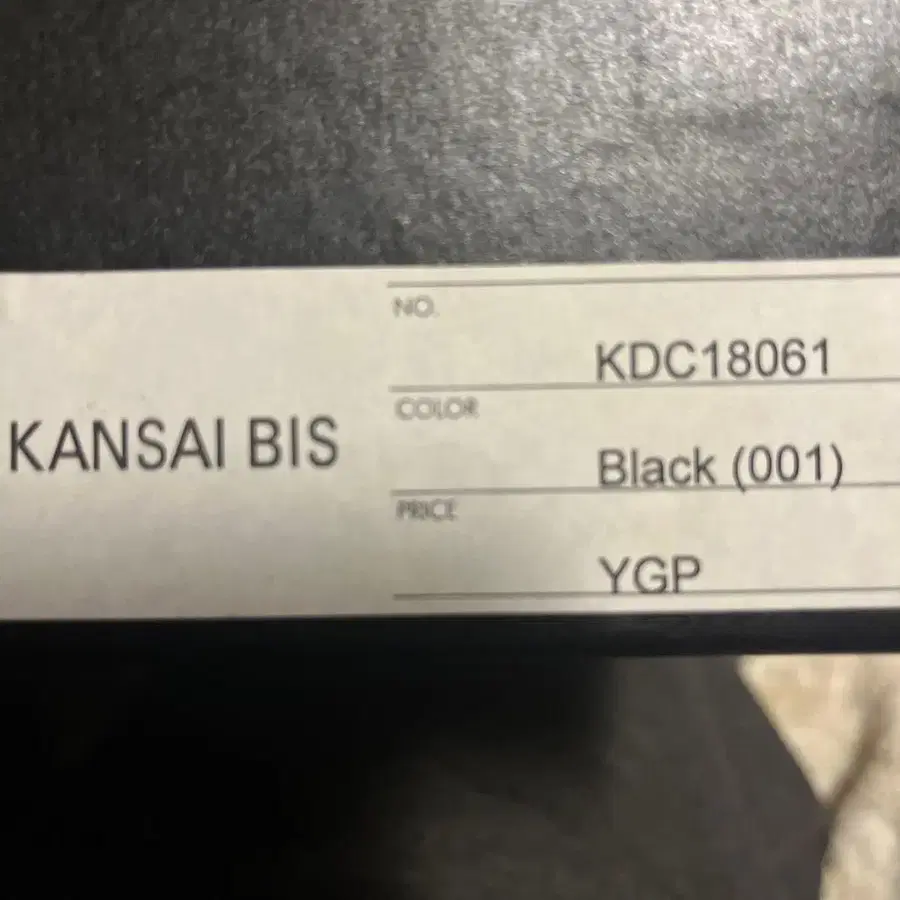 NO.
KDC18061
COLOR
KANSAI BIS
Black (001)
PRICE
YGP